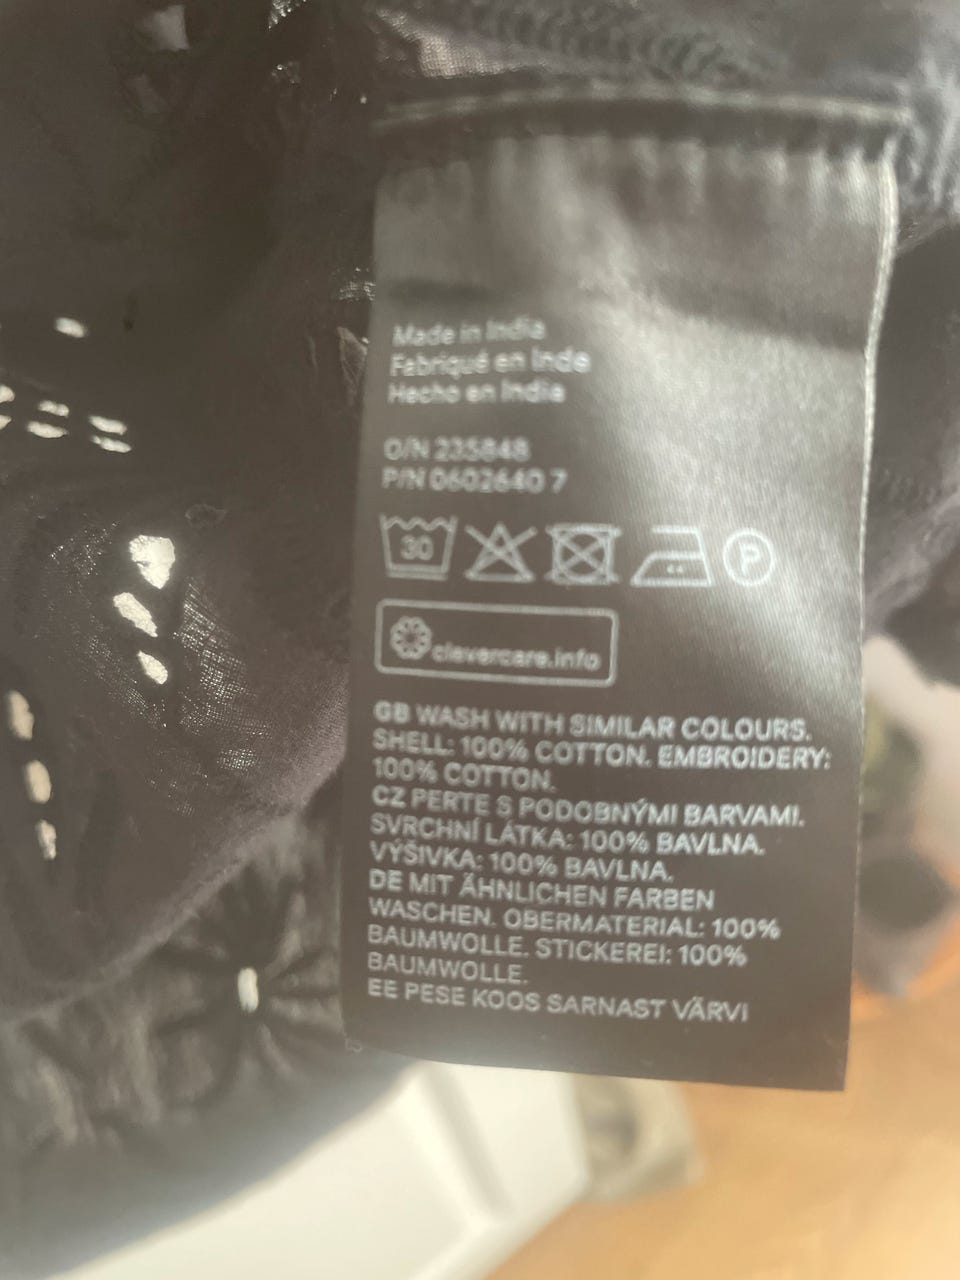 Made in India
Fabriqué en Inde
Hecho en India
O/N 235848
P/N 0602640 7
30
P
clevercare.info
GB WASH WITH SIMILAR COLOURS.
SHELL: 100% COTTON. EMBROIDERY:
100% COTTON.
CZ PERTE S PODOBNÝMI BARVAMI.
SVRCHNÍ LÁTKA: 100% BAVLNA.
VÝŠIVKA: 100% BAVLNA.
DE MIT ÄHNLICHEN FARBEN
WASCHEN. OBERMATERIAL: 100%
BAUMWOLLE. STICKEREI: 100%
BAUMWOLLE.
EE PESE KOOS SARNAST VÄRVI